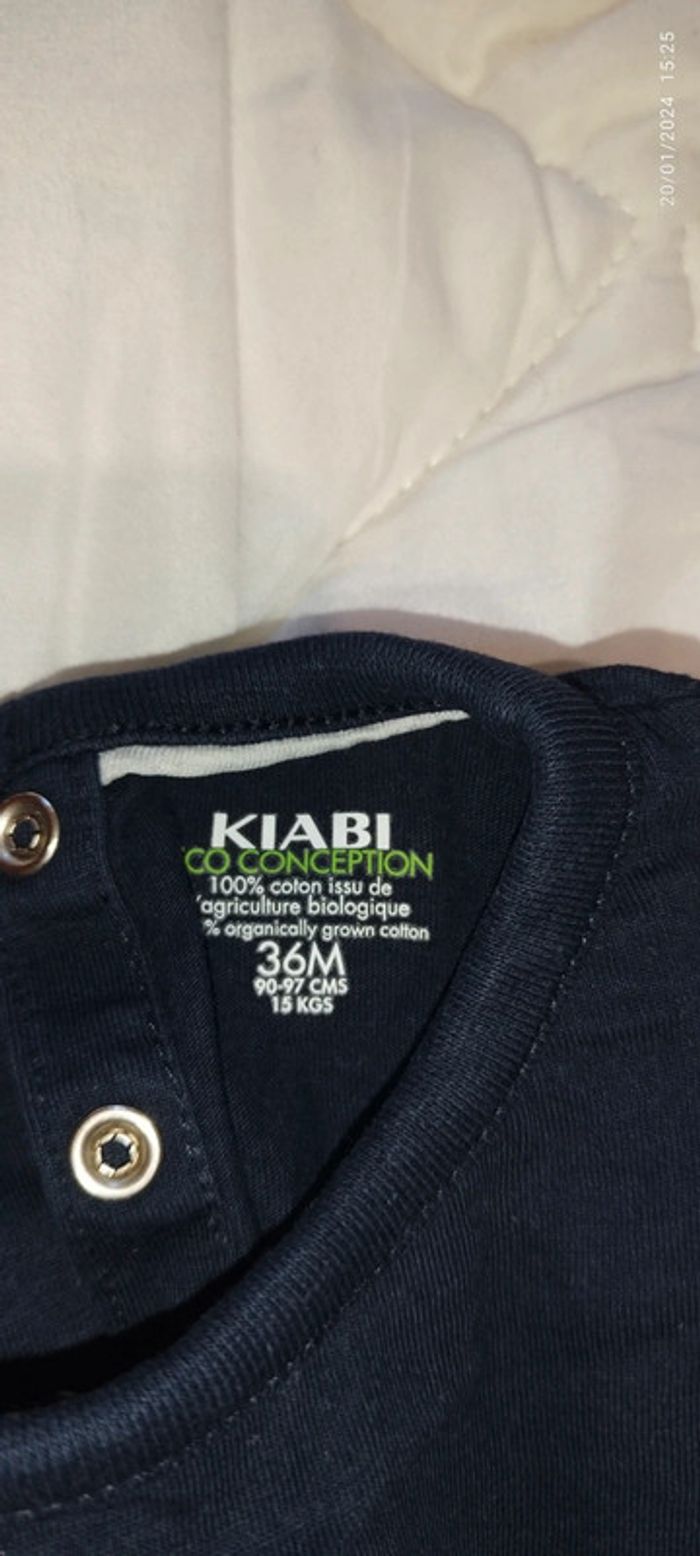 20/01/2024 15:25
KIABI
CO CONCEPTION
100% coton issu de
'agriculture biologique
% organically grown cotton
36M
90-97 CMS
15 KGS